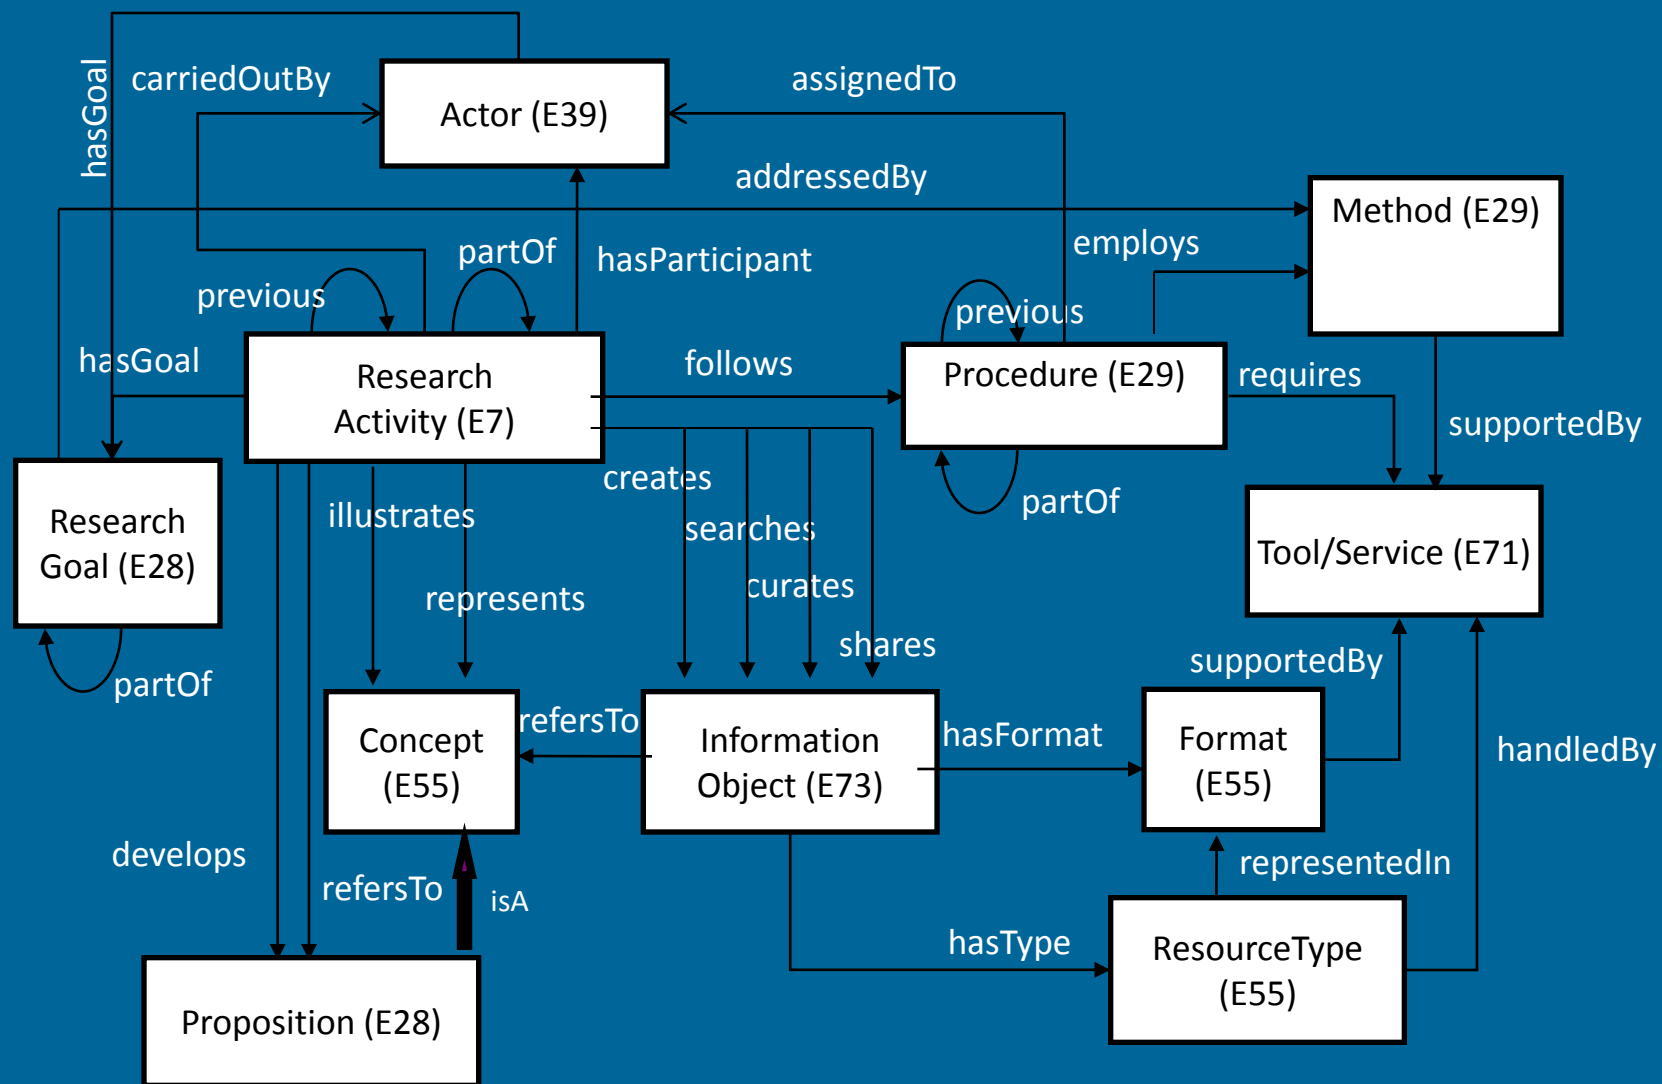 hasGoal
carriedOutBy
assignedTo
Actor (E39)
addressedBy
Method (E29)
partOf
hasParticipant
employs
previous
previous
hasGoal
follows
Procedure (E29)
requires
Research
Activity (E7)
supportedBy
creates
partOf
illustrates
searches
Research
Goal (E28)
Tool/Service (E71)
curates
represents
shares
supportedBy
partOf
refersTo
hasFormat
Concept
(E55)
Information
Object (E73)
Format
(E55)
handledBy
develops
representedIn
refersTo
isA
hasType
ResourceType
(E55)
Proposition (E28)